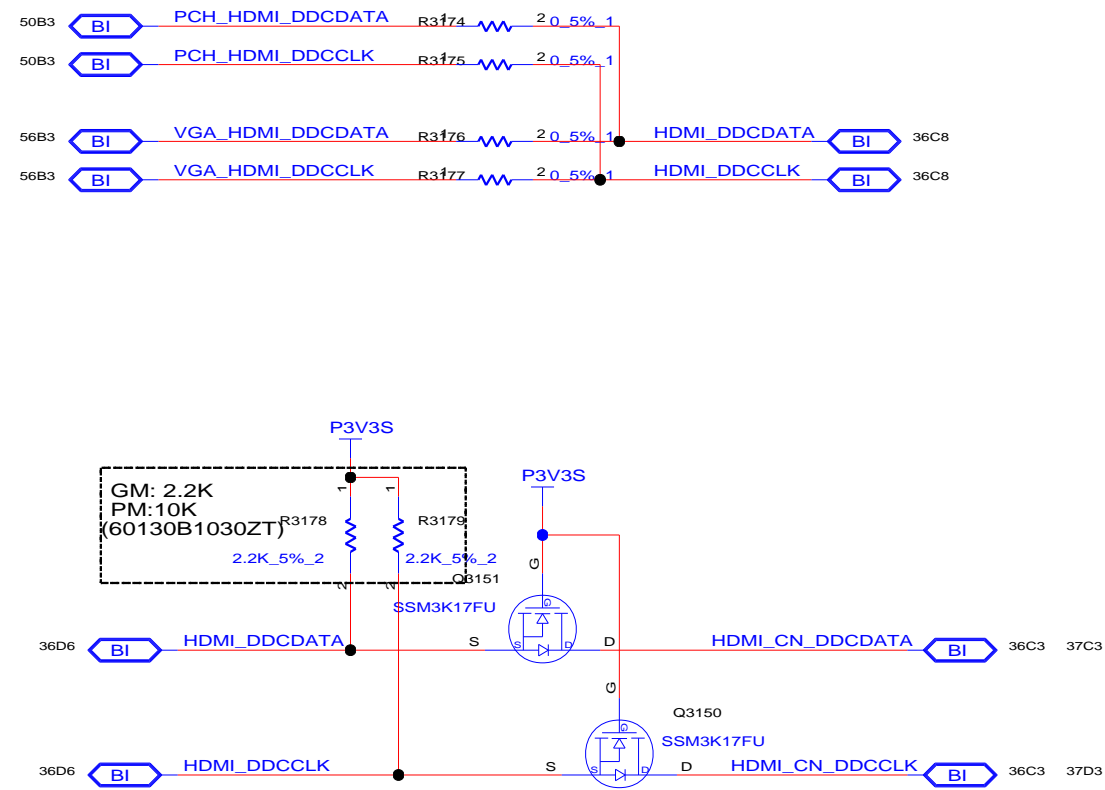 50B3 BI PCH_HDMI_DDCDATA R3174 1 2 0_5%_1
50B3 BI PCH_HDMI_DDCCLK R3175 1 2 0_5%_1
56B3 BI VGA_HDMI_DDCDATA R3176 1 2 0_5%_1 HDMI_DDCDATA BI 36C8
56B3 BI VGA_HDMI_DDCCLK R3177 1 2 0_5%_1 HDMI_DDCCLK BI 36C8
P3V3S
P3V3S
GM: 2.2K
PM:10K
(60130B1030ZT)
1 1
R3178 R3179
2.2K_5%_2 2.2K_5%_2
2 2
G
Q3151
SSM3K17FU
G
S D
36D6 BI HDMI_DDCDATA S D HDMI_CN_DDCDATA BI 36C3 37C3
G
Q3150
SSM3K17FU
G
S D
36D6 BI HDMI_DDCCLK S D HDMI_CN_DDCCLK BI 36C3 37D3